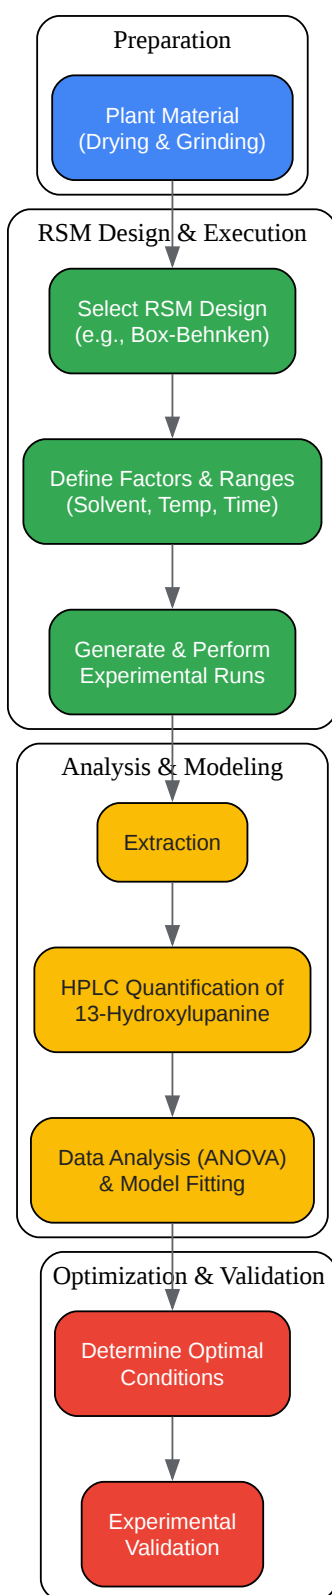 Preparation
Plant Material
(Drying & Grinding)
RSM Design & Execution
Select RSM Design
(e.g., Box-Behnken)
Define Factors & Ranges
(Solvent, Temp, Time)
Generate & Perform
Experimental Runs
Analysis & Modeling
Extraction
HPLC Quantification of
13-Hydroxylupanine
Data Analysis (ANOVA)
& Model Fitting
Optimization & Validation
Determine Optimal
Conditions
Experimental
Validation